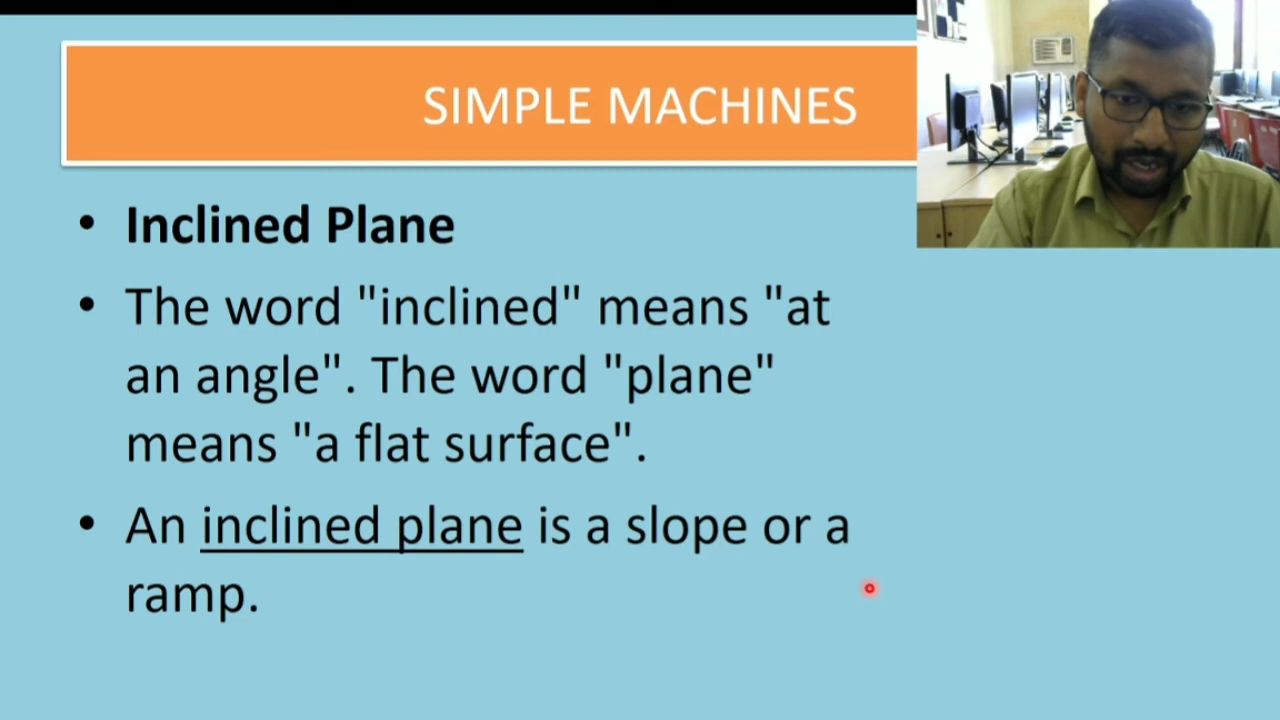 SIMPLE MACHINES
• Inclined Plane
• The word "inclined" means "at
an angle". The word "plane"
means "a flat surface".
• An inclined plane is a slope or a
ramp.